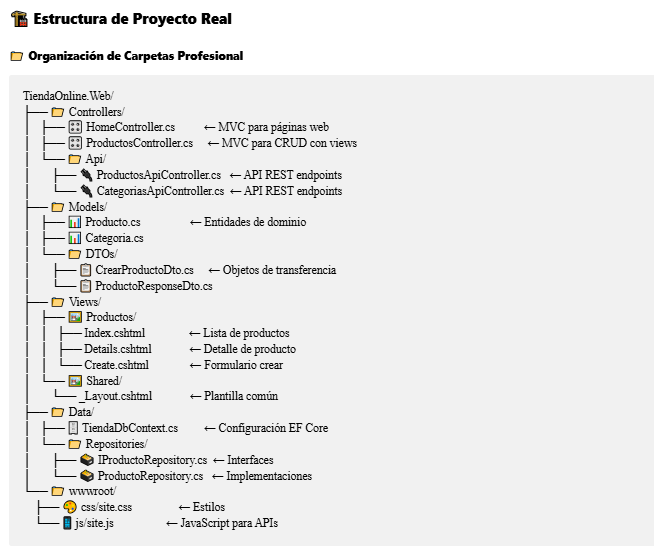 🏗️ Estructura de Proyecto Real
📁 Organización de Carpetas Profesional
TiendaOnline.Web/
├── 📁 Controllers/
│ ├── 🎛️ HomeController.cs ← MVC para páginas web
│ ├── 🎛️ ProductosController.cs ← MVC para CRUD con views
│ └── 📁 Api/
│ ├── 🔌 ProductosApiController.cs ← API REST endpoints
│ └── 🔌 CategoriasApiController.cs ← API REST endpoints
├── 📁 Models/
│ ├── 📊 Producto.cs ← Entidades de dominio
│ ├── 📊 Categoria.cs
│ └── 📁 DTOs/
│ ├── 📋 CrearProductoDto.cs ← Objetos de transferencia
│ └── 📋 ProductoResponseDto.cs
├── 📁 Views/
│ ├── 🖼️ Productos/
│ │ ├── Index.cshtml ← Lista de productos
│ │ ├── Details.cshtml ← Detalle de producto
│ │ └── Create.cshtml ← Formulario crear
│ └── 🖼️ Shared/
│ └── _Layout.cshtml ← Plantilla común
├── 📁 Data/
│ ├── 🗄️ TiendaDbContext.cs ← Configuración EF Core
│ └── 📁 Repositories/
│ ├── 📦 IProductoRepository.cs ← Interfaces
│ └── 📦 ProductoRepository.cs ← Implementaciones
└── 📁 wwwroot/
├── 🎨 css/site.css ← Estilos
└── 📱 js/site.js ← JavaScript para APIs